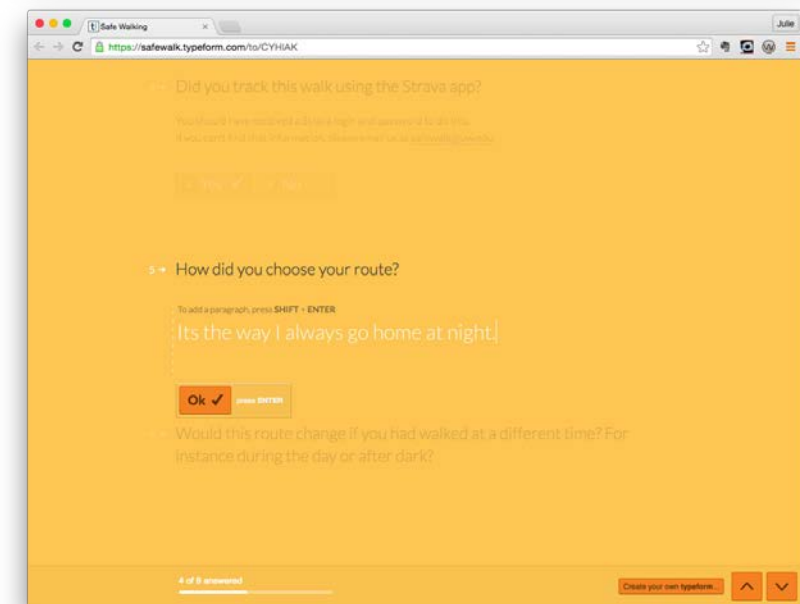 Safe Walking
Julie
https://safewalk.typeform.com/to/CYHIAK
Did you track this walk using the Strava app?
5
How did you choose your route?
To add a paragraph, press SHIFT + ENTER
Its the way I always go home at night.
Ok press ENTER
Would this route change if you had walked at a different time? For
instance during the day or after dark?
4 of 8 answered
Create your own typeform...